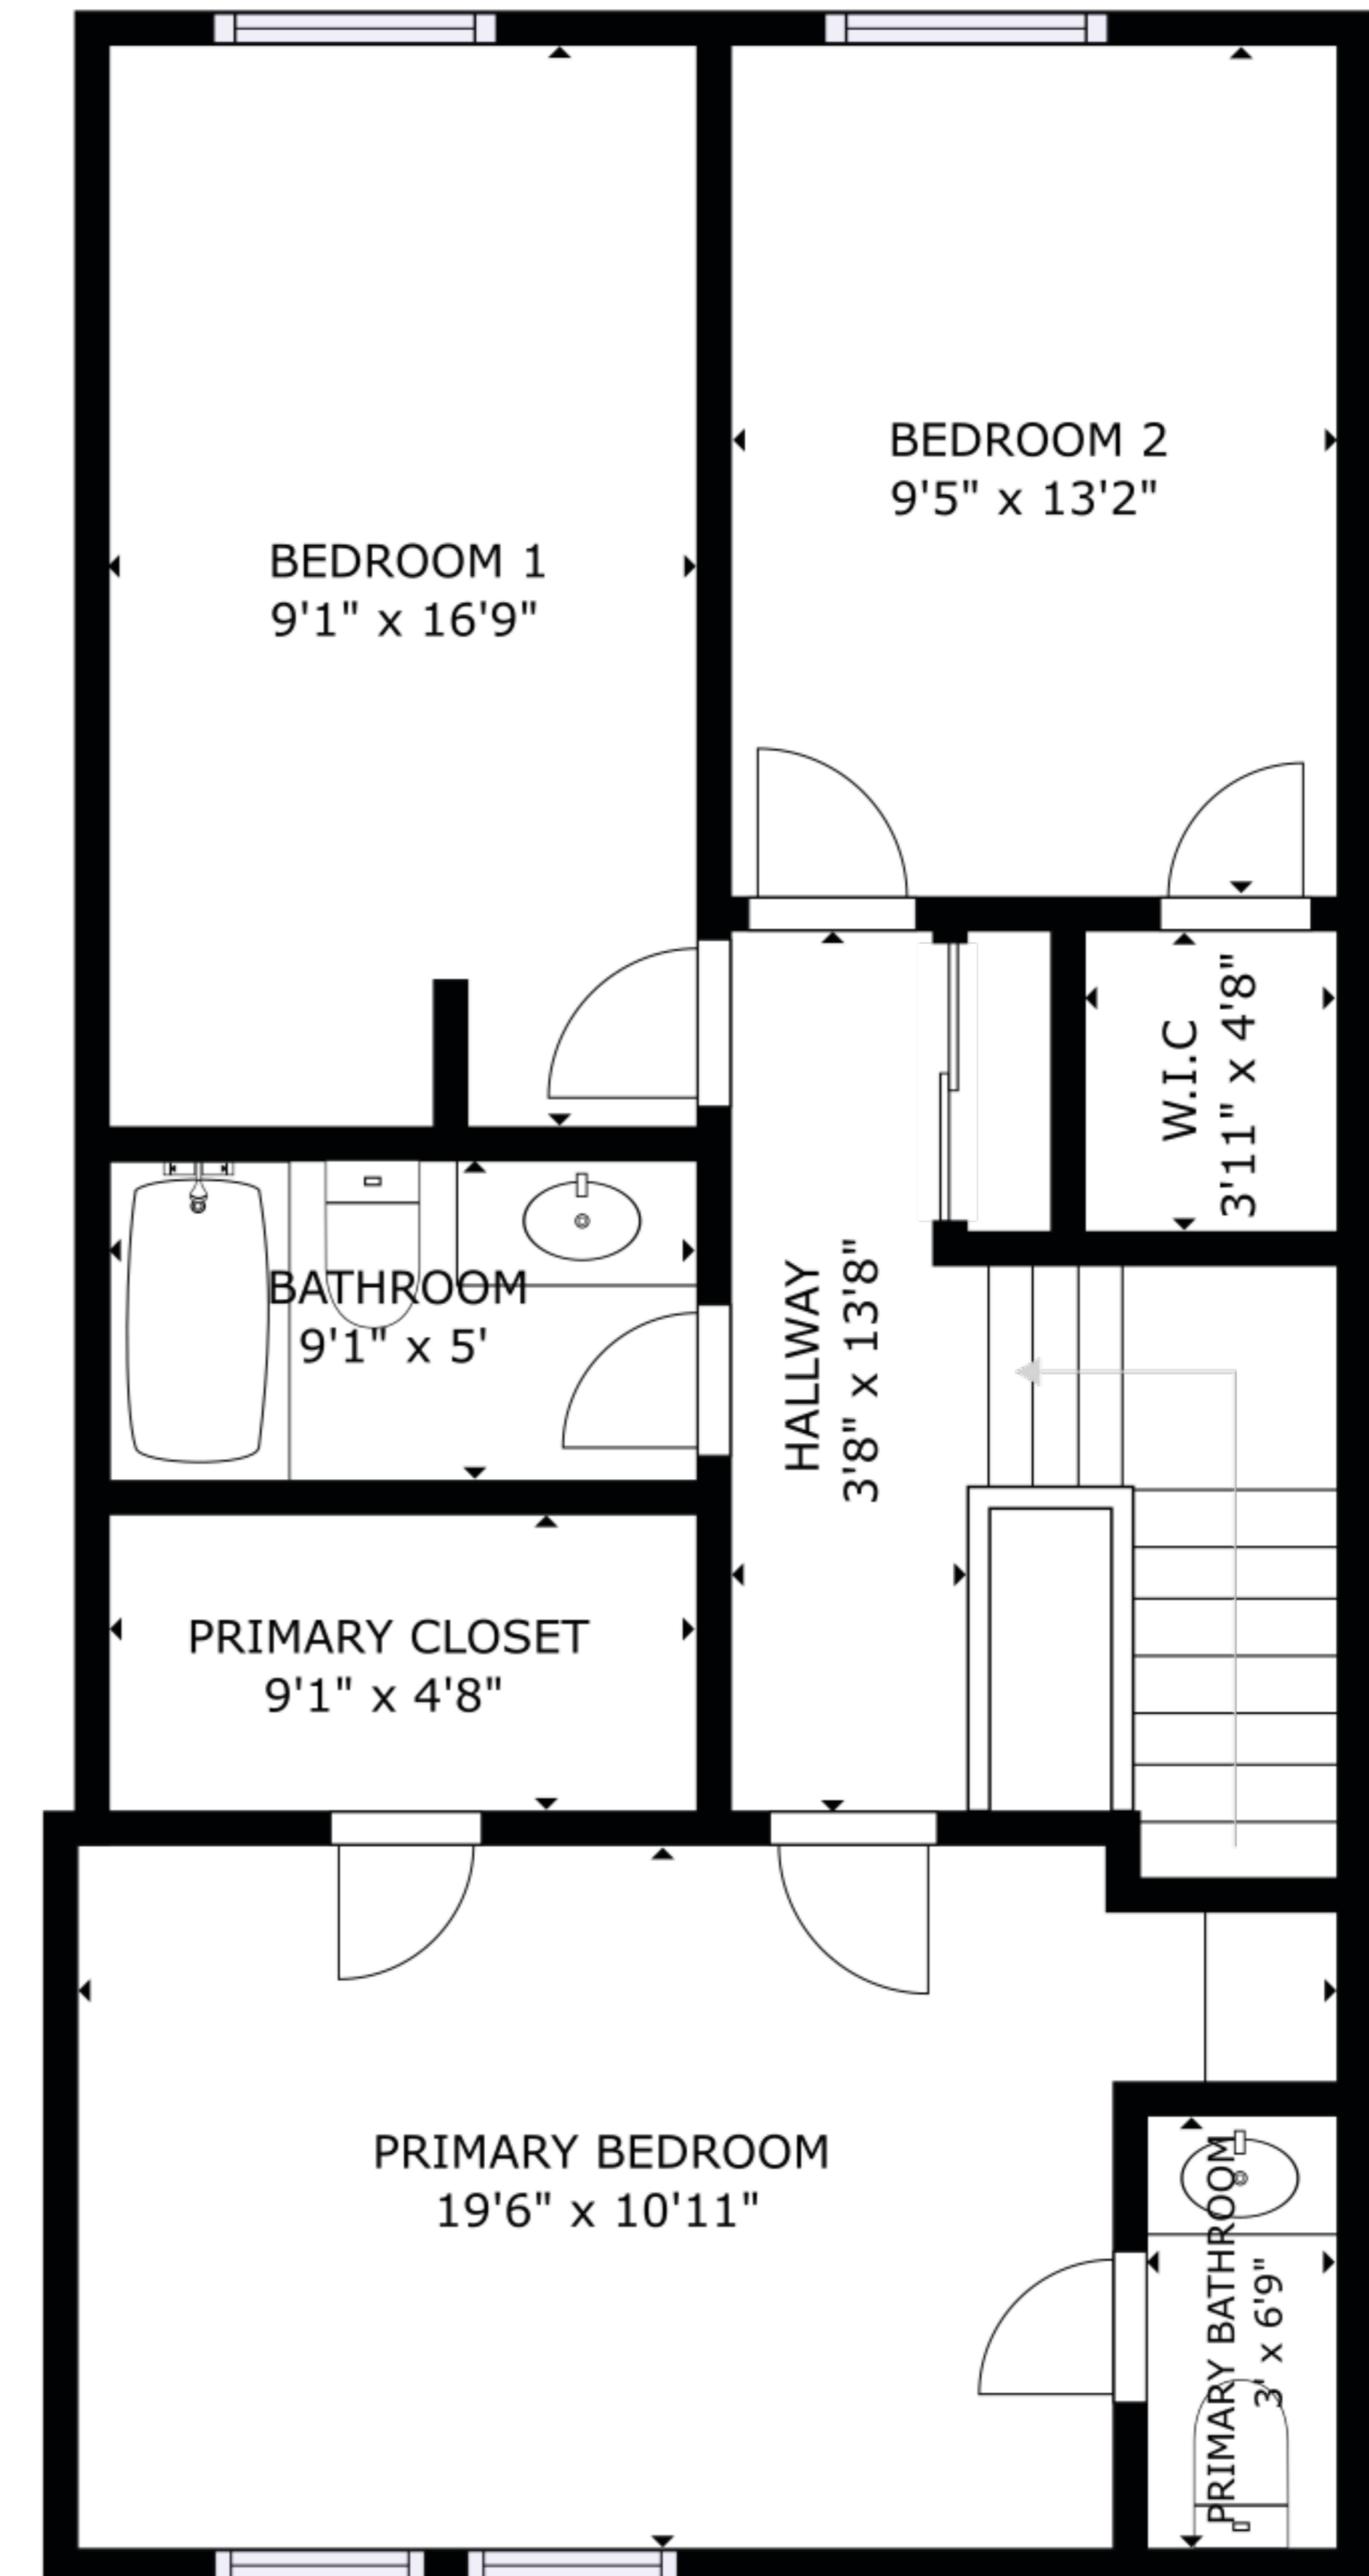 BEDROOM 2
9'5" x 13'2"
BEDROOM 1
9'1" x 16'9"
W.I.C
3'11" x 4'8"
BATHROOM
9'1" x 5'
HALLWAY
3'8" x 13'8"
PRIMARY CLOSET
9'1" x 4'8"
PRIMARY BEDROOM
19'6" x 10'11"
PRIMARY BATHROOM
3' x 6'9"